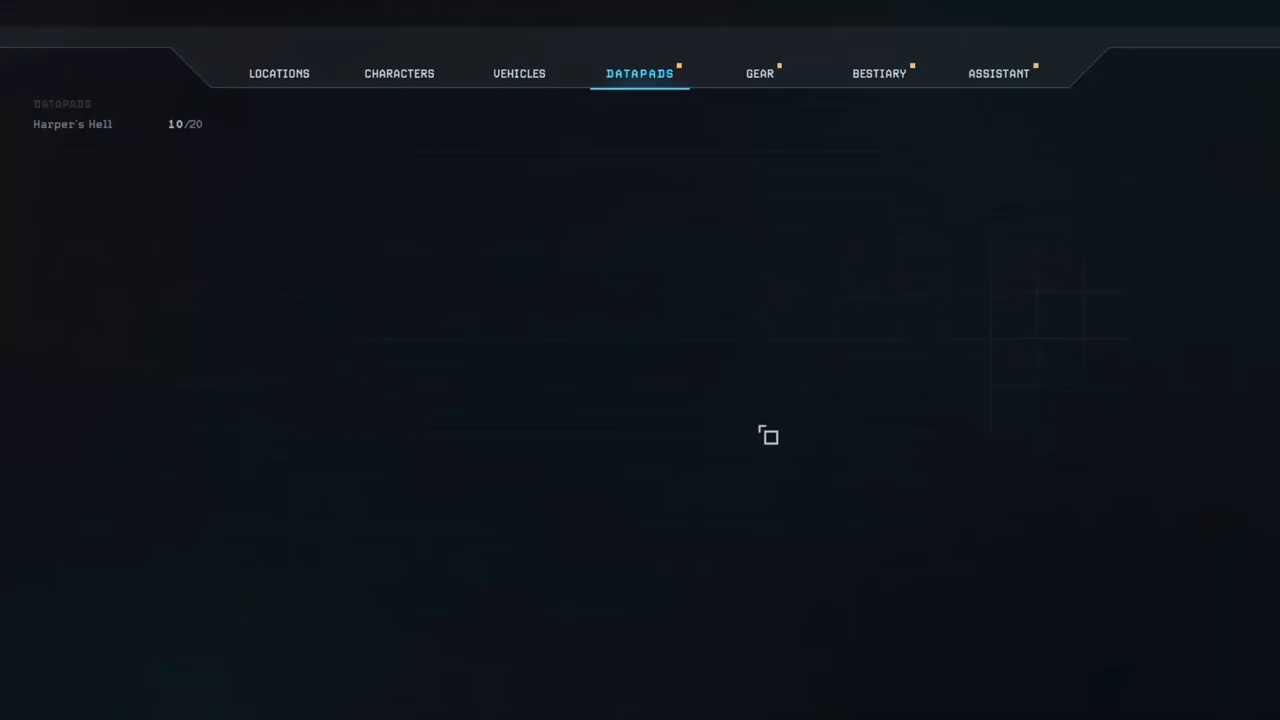 LOCATIONS CHARACTERS VEHICLES DATAPADS GEAR BESTIARY ASSISTANT
DATAPADS
Harper's Hell 10/20